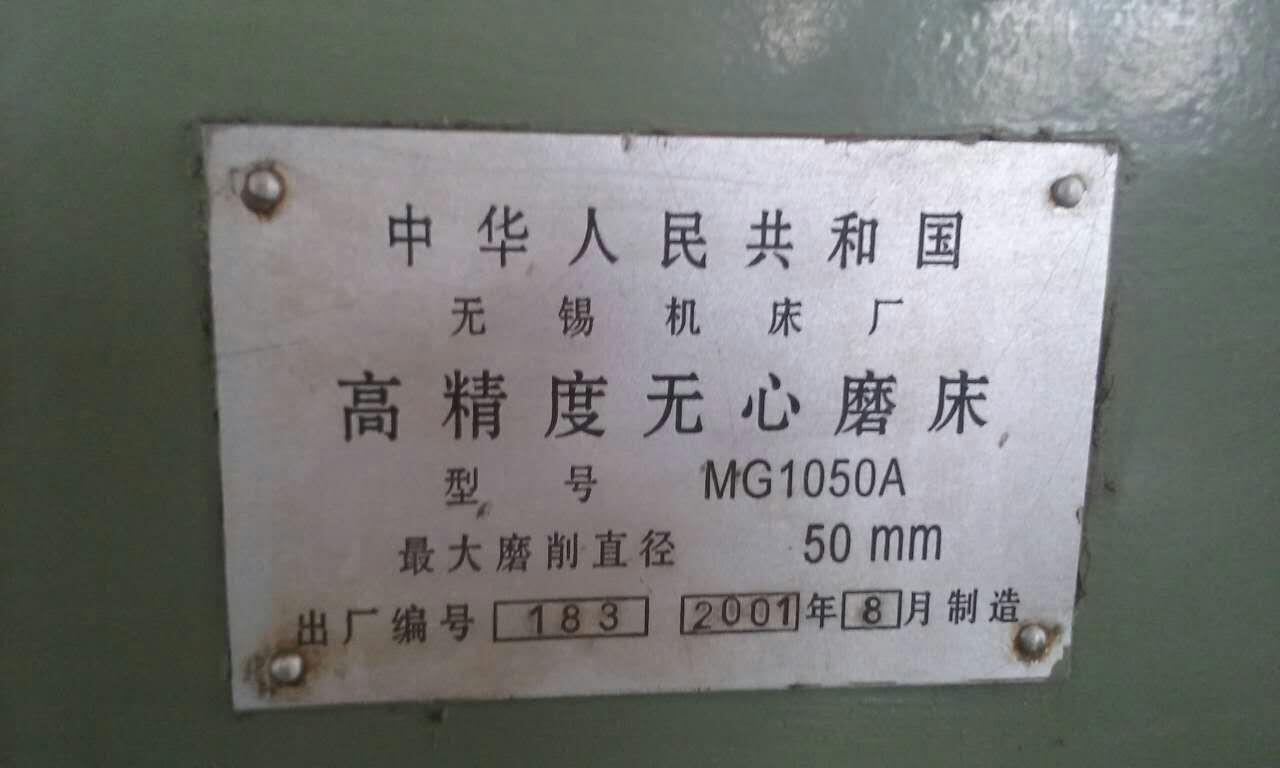 中华人民共和国
无锡机床厂
高精度无心磨床
型号 MG1050A
最大磨削直径 50 mm
出厂编号 183 2001年8月制造